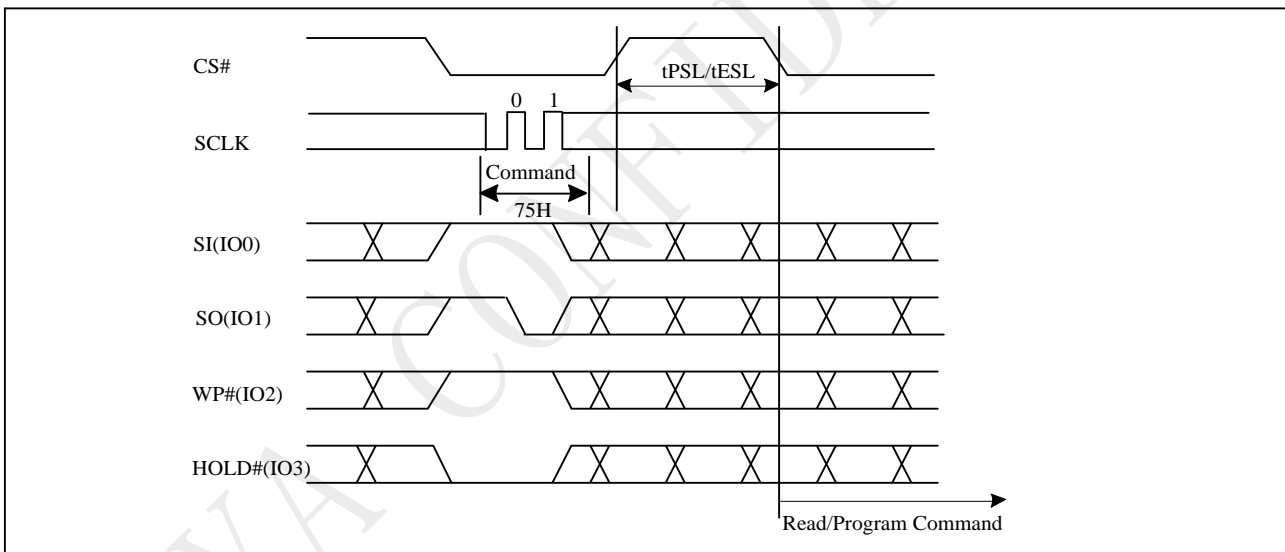 CS#
tPSL/tESL
0 1
SCLK
Command
75H
SI(IO0)
SO(IO1)
WP#(IO2)
HOLD#(IO3)
Read/Program Command